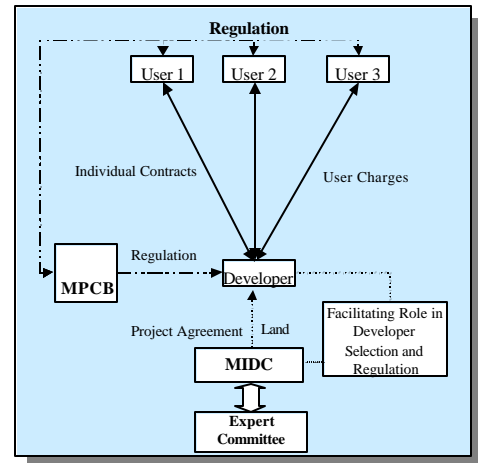 Regulation
User 1
User 2
User 3
Individual Contracts
User Charges
MPCB
Regulation
Developer
Project Agreement
Land
Facilitating Role in
Developer
Selection and
Regulation
MIDC
Expert
Committee